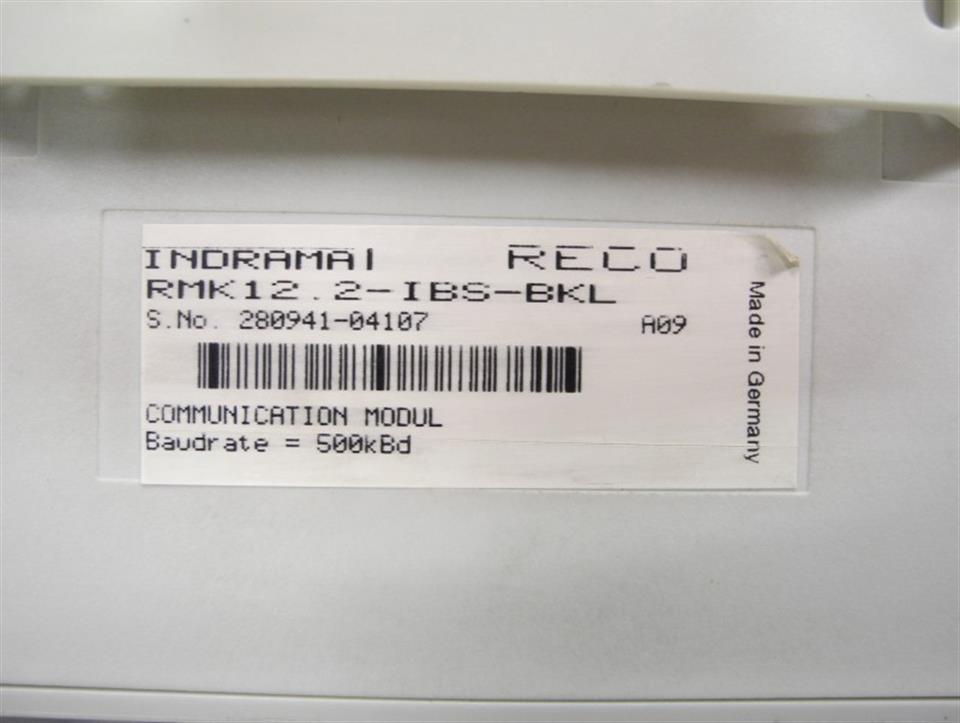 INDRAMAT RECO
RMK12.2-IBS-BKL
S.No. 280941-04107 A09
COMMUNICATION MODUL
Baudrate = 500kBd
Made in Germany